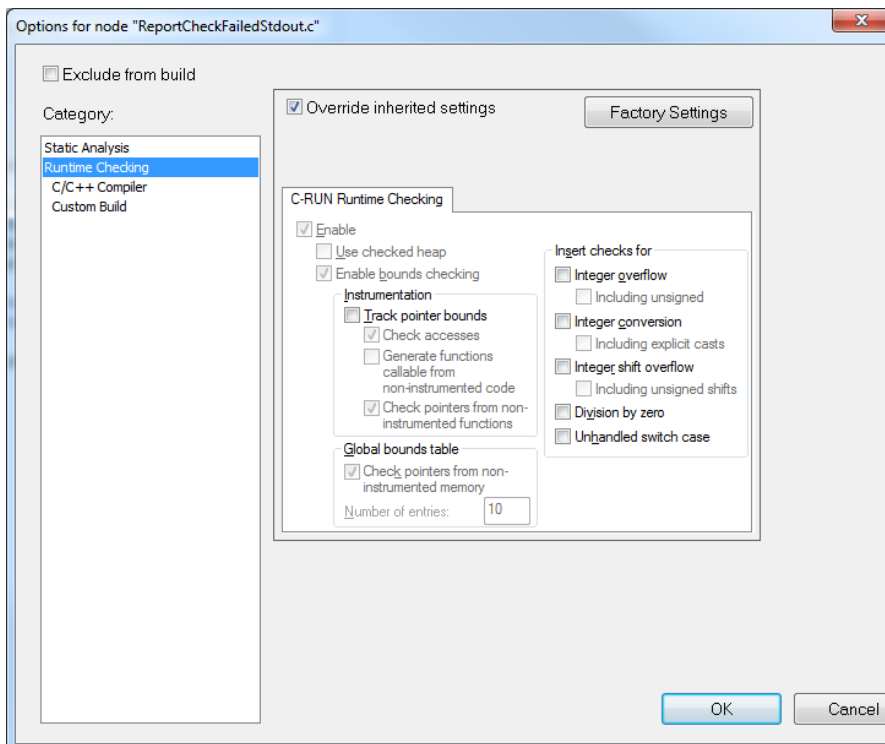 Options for node "ReportCheckFailedStdout.c"
Exclude from build
Category:
Static Analysis
Runtime Checking
C/C++ Compiler
Custom Build
Override inherited settings
Factory Settings
C-RUN Runtime Checking
Enable
Use checked heap
Enable bounds checking
Instrumentation
Track pointer bounds
Check accesses
Generate functions
callable from
non-instrumented code
Check pointers from non-
instrumented functions
Global bounds table
Check pointers from non-
instrumented memory
Number of entries: 10
Insert checks for
Integer overflow
Including unsigned
Integer conversion
Including explicit casts
Integer shift overflow
Including unsigned shifts
Division by zero
Unhandled switch case
OK
Cancel